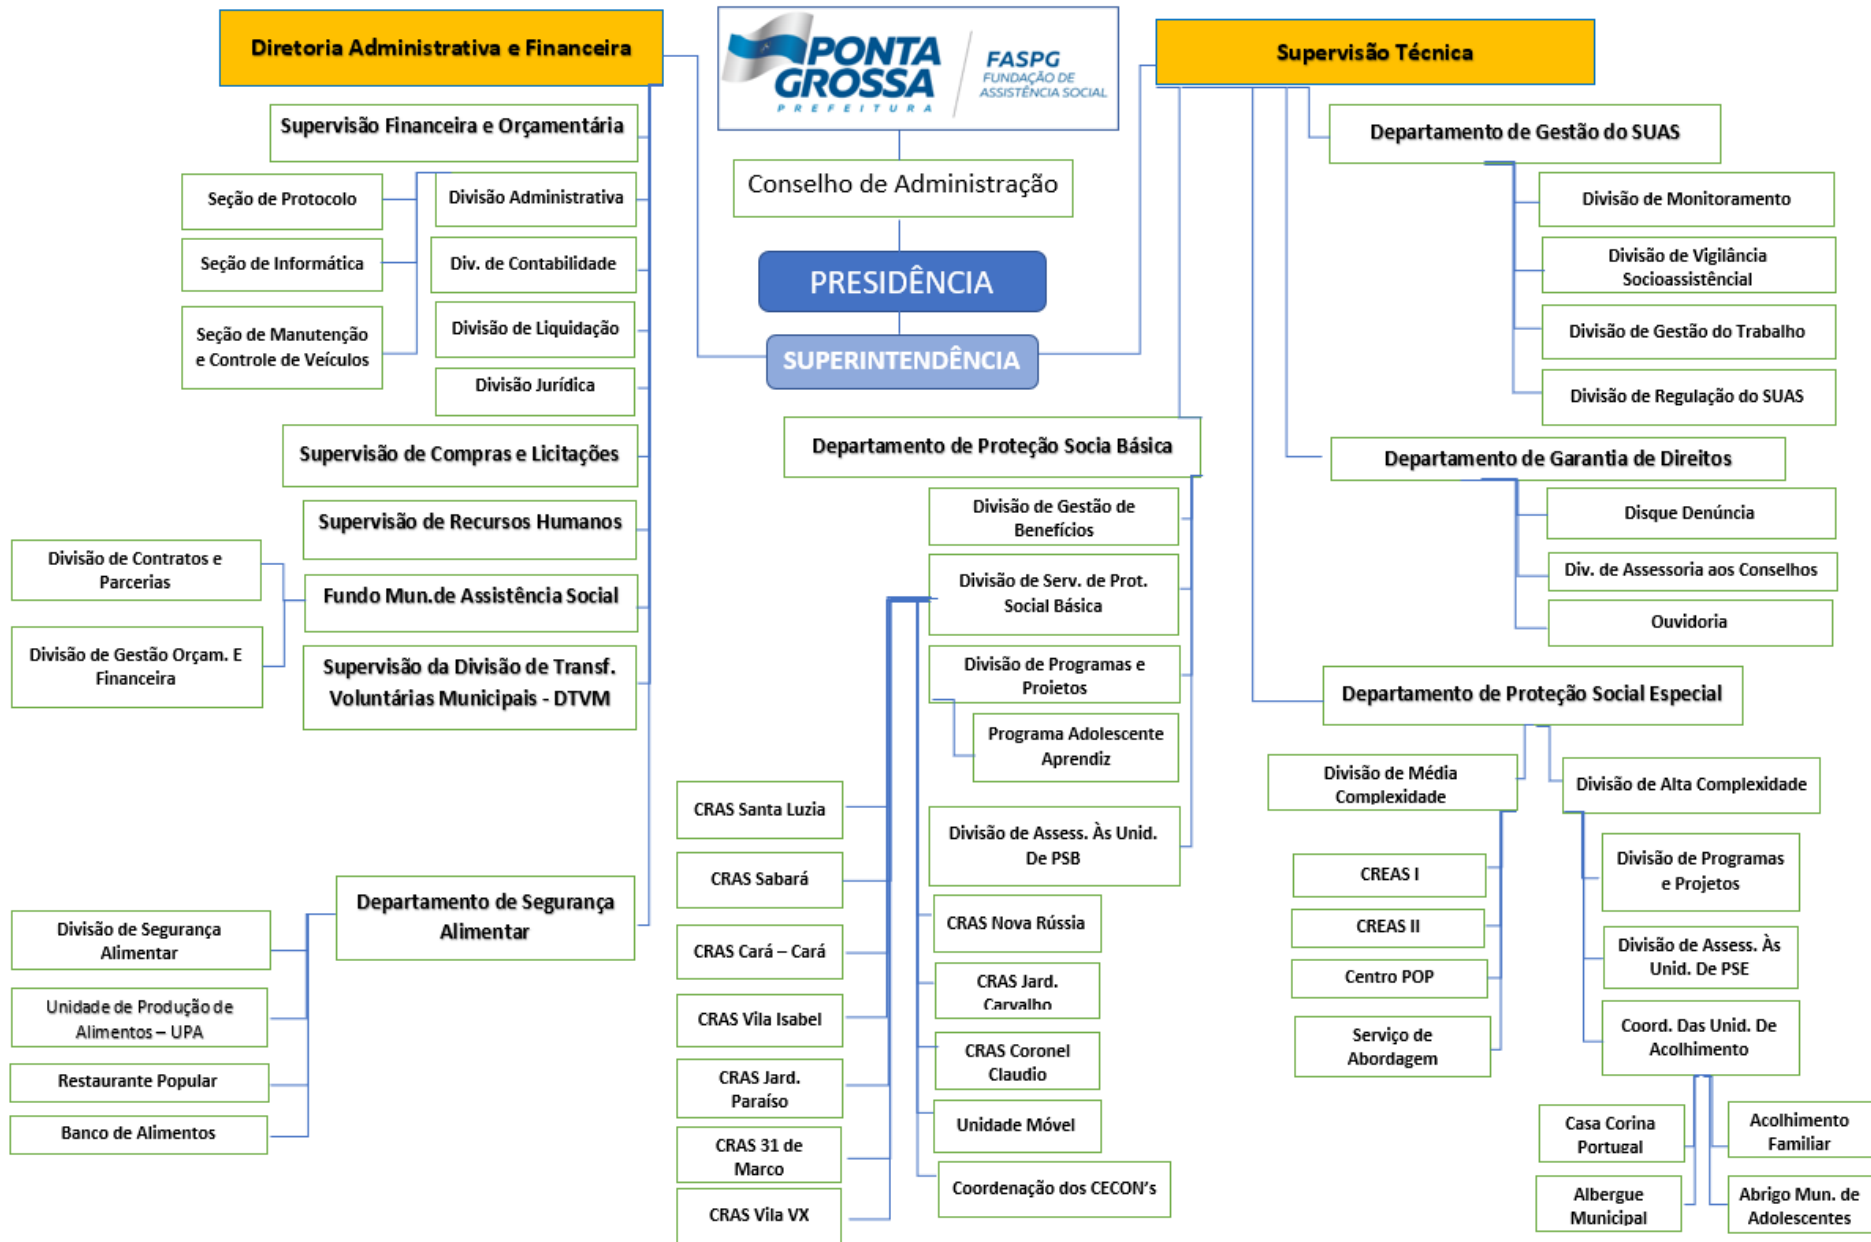 Diretoria Administrativa e Financeira
PONTA
GROSSA
PREFEITURA
FASPG
FUNDAÇÃO DE
ASSISTÊNCIA SOCIAL
Supervisão Técnica
Conselho de Administração
PRESIDÊNCIA
SUPERINTENDÊNCIA
Supervisão Financeira e Orçamentária
Seção de Protocolo
Divisão Administrativa
Seção de Informática
Div. de Contabilidade
Seção de Manutenção
e Controle de Veículos
Divisão de Liquidação
Divisão Jurídica
Supervisão de Compras e Licitações
Supervisão de Recursos Humanos
Divisão de Contratos e
Parcerias
Fundo Mun.de Assistência Social
Divisão de Gestão Orçam. E
Financeira
Supervisão da Divisão de Transf.
Voluntárias Municipais - DTVM
Departamento de Segurança
Alimentar
Divisão de Segurança
Alimentar
Unidade de Produção de
Alimentos – UPA
Restaurante Popular
Banco de Alimentos
Departamento de Proteção Socia Básica
Divisão de Gestão de
Benefícios
Divisão de Serv. de Prot.
Social Básica
Divisão de Programas e
Projetos
Programa Adolescente
Aprendiz
Divisão de Assess. Às Unid.
De PSB
CRAS Santa Luzia
CRAS Sabará
CRAS Cará – Cará
CRAS Vila Isabel
CRAS Jard.
Paraíso
CRAS 31 de
Marco
CRAS Vila VX
CRAS Nova Rússia
CRAS Jard.
Carvalho
CRAS Coronel
Claudio
Unidade Móvel
Coordenação dos CECON's
Departamento de Gestão do SUAS
Divisão de Monitoramento
Divisão de Vigilância
Socioassistêncial
Divisão de Gestão do Trabalho
Divisão de Regulação do SUAS
Departamento de Garantia de Direitos
Disque Denúncia
Div. de Assessoria aos Conselhos
Ouvidoria
Departamento de Proteção Social Especial
Divisão de Média
Complexidade
CREAS I
CREAS II
Centro POP
Serviço de
Abordagem
Divisão de Alta Complexidade
Divisão de Programas
e Projetos
Divisão de Assess. Às
Unid. De PSE
Coord. Das Unid. De
Acolhimento
Casa Corina
Portugal
Acolhimento
Familiar
Albergue
Municipal
Abrigo Mun. de
Adolescentes